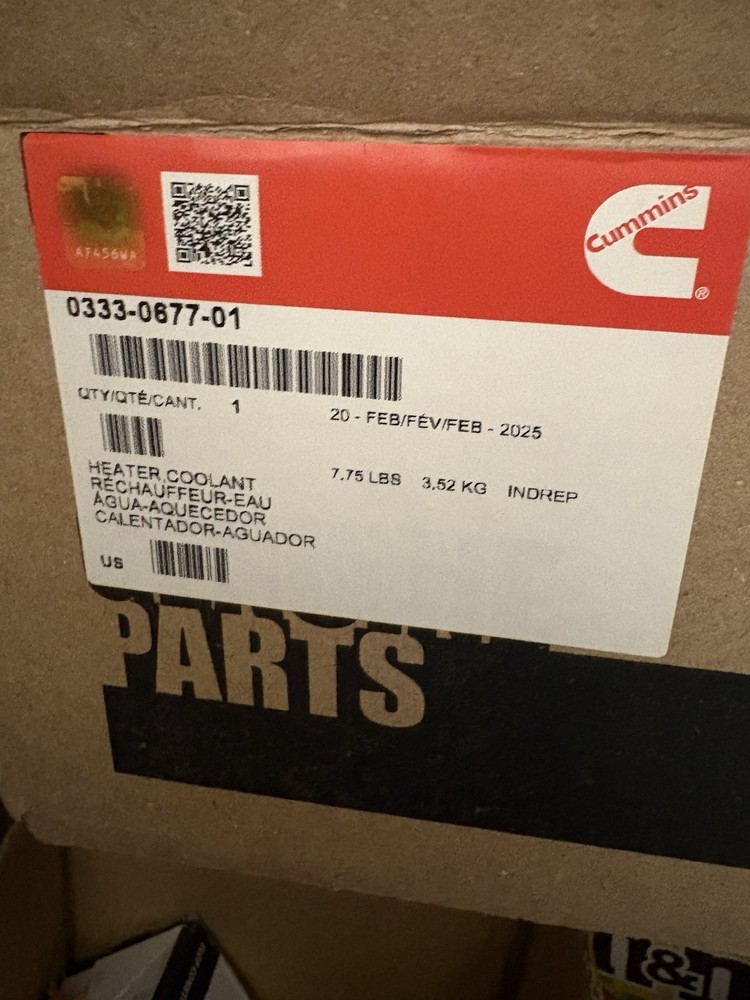 Cummins
®
AF456WA
0333-0677-01
QTY/QTÉ/CANT. 1
20 - FEB/FÉV/FEB - 2025
HEATER,COOLANT
RÉCHAUFFEUR-EAU
ÁGUA-AQUECEDOR
CALENTADOR-AGUADOR
7.75 LBS 3,52 KG INDREP
US
PARTS
&